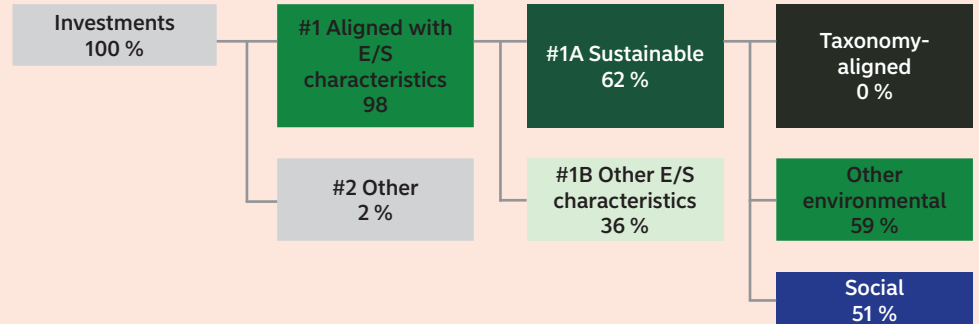 Investments
100 %
#1 Aligned with
E/S
characteristics
98
#2 Other
2 %
#1A Sustainable
62 %
#1B Other E/S
characteristics
36 %
Taxonomy-
aligned
0 %
Other
environmental
59 %
Social
51 %